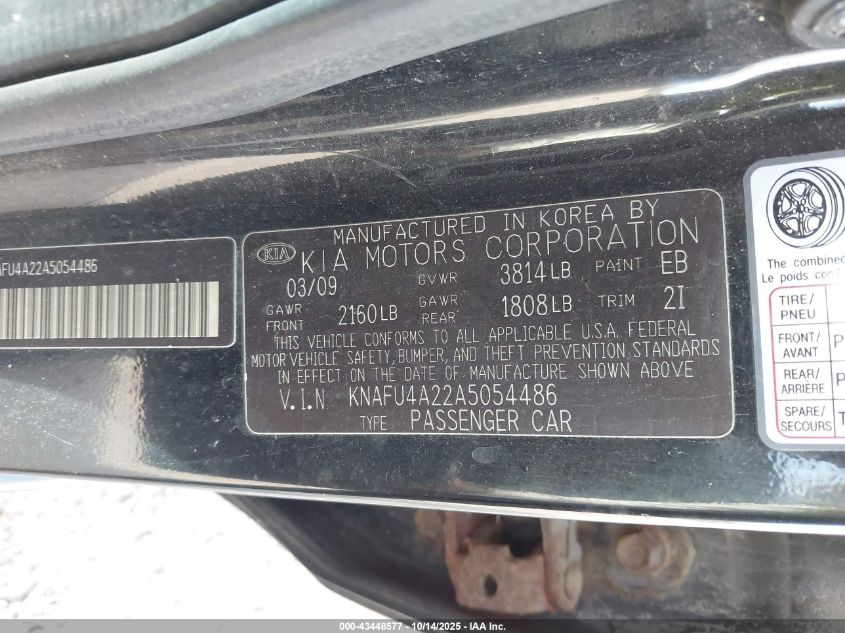 AFU4A22A5054486
KIA
MANUFACTURED IN KOREA BY
KIA MOTORS CORPORATION
03/09 GVWR 3814LB PAINT EB
GAWR FRONT 2160LB GAWR REAR 1808LB TRIM 2I
THIS VEHICLE CONFORMS TO ALL APPLICABLE U.S.A. FEDERAL
MOTOR VEHICLE SAFETY, BUMPER, AND THEFT PREVENTION STANDARDS
IN EFFECT ON THE DATE OF MANUFACTURE SHOWN ABOVE
V.I.N KNAFU4A22A5054486
TYPE PASSENGER CAR
The combined
Le poids
TIRE/
PNEU
FRONT/
AVANT
REAR/
ARRIÈRE
SPARE/
SECOURS
000-43448577 - 10/14/2025 - IAA Inc.